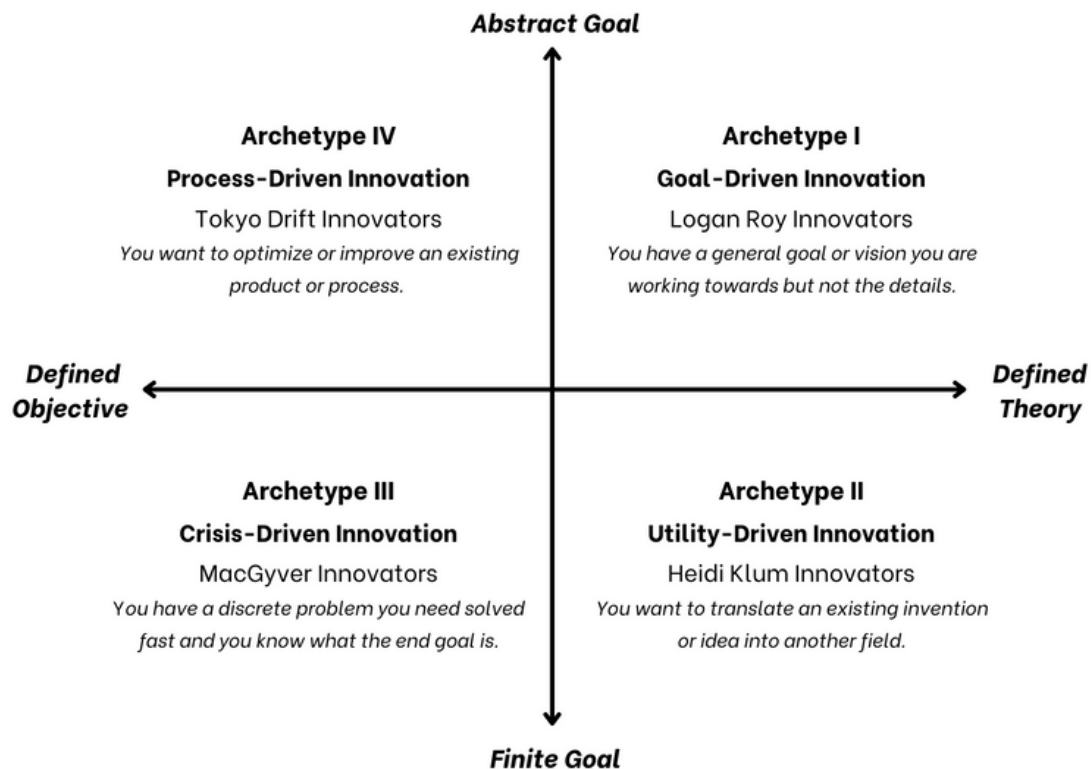 Abstract Goal
Archetype IV
Process-Driven Innovation
Tokyo Drift Innovators
You want to optimize or improve an existing
product or process.
Archetype I
Goal-Driven Innovation
Logan Roy Innovators
You have a general goal or vision you are
working towards but not the details.
Defined
Objective
Defined
Theory
Archetype III
Crisis-Driven Innovation
MacGyver Innovators
You have a discrete problem you need solved
fast and you know what the end goal is.
Archetype II
Utility-Driven Innovation
Heidi Klum Innovators
You want to translate an existing invention
or idea into another field.
Finite Goal